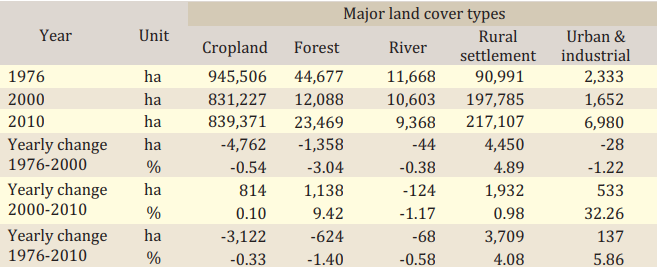 Year Unit Major land cover types
Cropland Forest River Rural settlement Urban & industrial
1976 ha 945,506 44,677 11,668 90,991 2,333
2000 ha 831,227 12,088 10,603 197,785 1,652
2010 ha 839,371 23,469 9,368 217,107 6,980
Yearly change ha -4,762 -1,358 -44 4,450 -28
1976-2000 % -0.54 -3.04 -0.38 4.89 -1.22
Yearly change ha 814 1,138 -124 1,932 533
2000-2010 % 0.10 9.42 -1.17 0.98 32.26
Yearly change ha -3,122 -624 -68 3,709 137
1976-2010 % -0.33 -1.40 -0.58 4.08 5.86